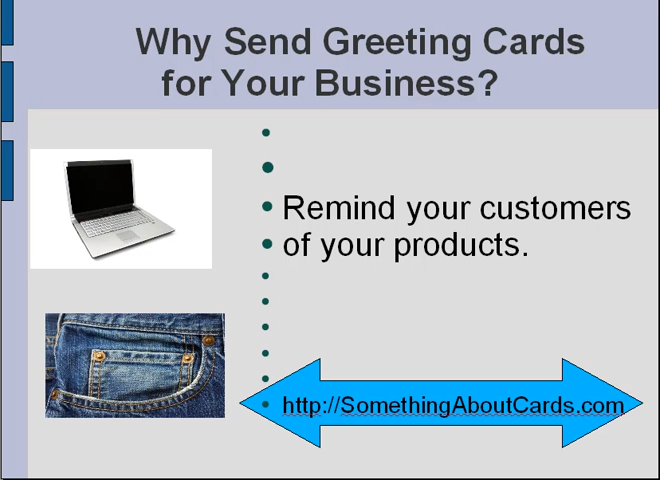 Why Send Greeting Cards
for Your Business?
Remind your customers
of your products.
http://SomethingAboutCards.com